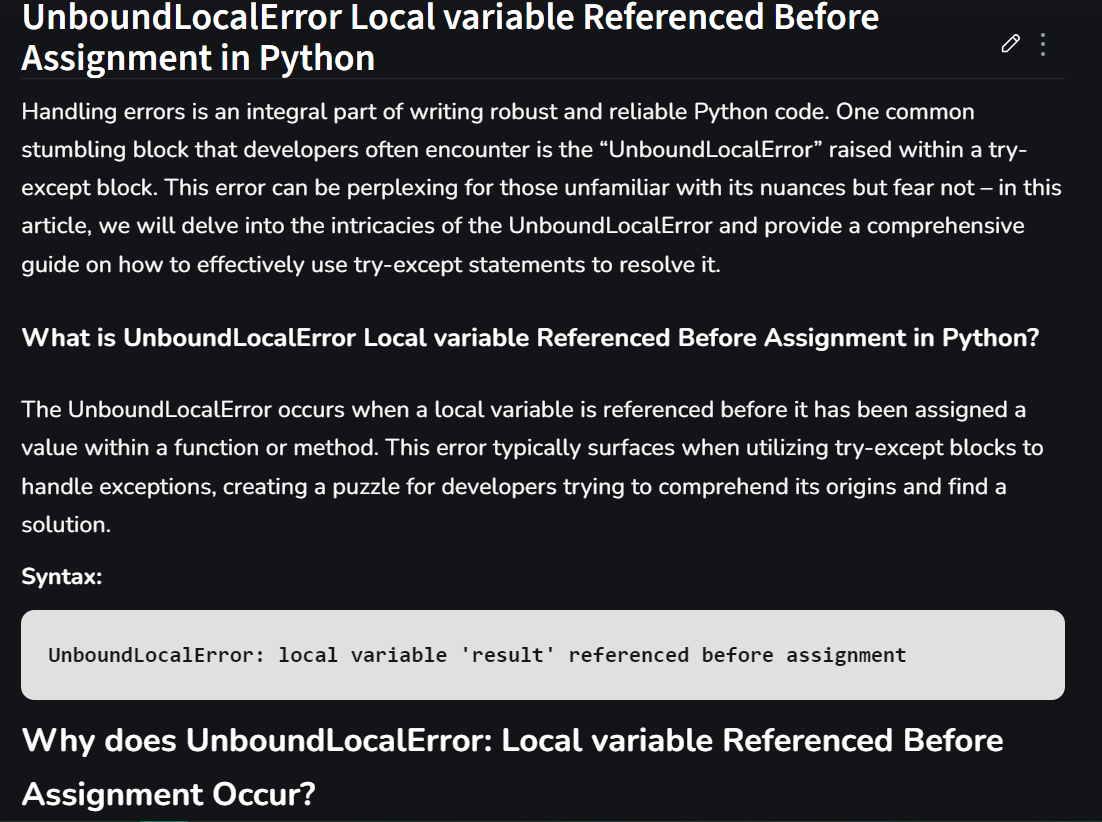 UnboundLocalError Local variable Referenced Before
Assignment in Python
Handling errors is an integral part of writing robust and reliable Python code. One common
stumbling block that developers often encounter is the “UnboundLocalError” raised within a try-
except block. This error can be perplexing for those unfamiliar with its nuances but fear not – in this
article, we will delve into the intricacies of the UnboundLocalError and provide a comprehensive
guide on how to effectively use try-except statements to resolve it.
What is UnboundLocalError Local variable Referenced Before Assignment in Python?
The UnboundLocalError occurs when a local variable is referenced before it has been assigned a
value within a function or method. This error typically surfaces when utilizing try-except blocks to
handle exceptions, creating a puzzle for developers trying to comprehend its origins and find a
solution.
Syntax:
UnboundLocalError: local variable 'result' referenced before assignment
Why does UnboundLocalError: Local variable Referenced Before
Assignment Occur?